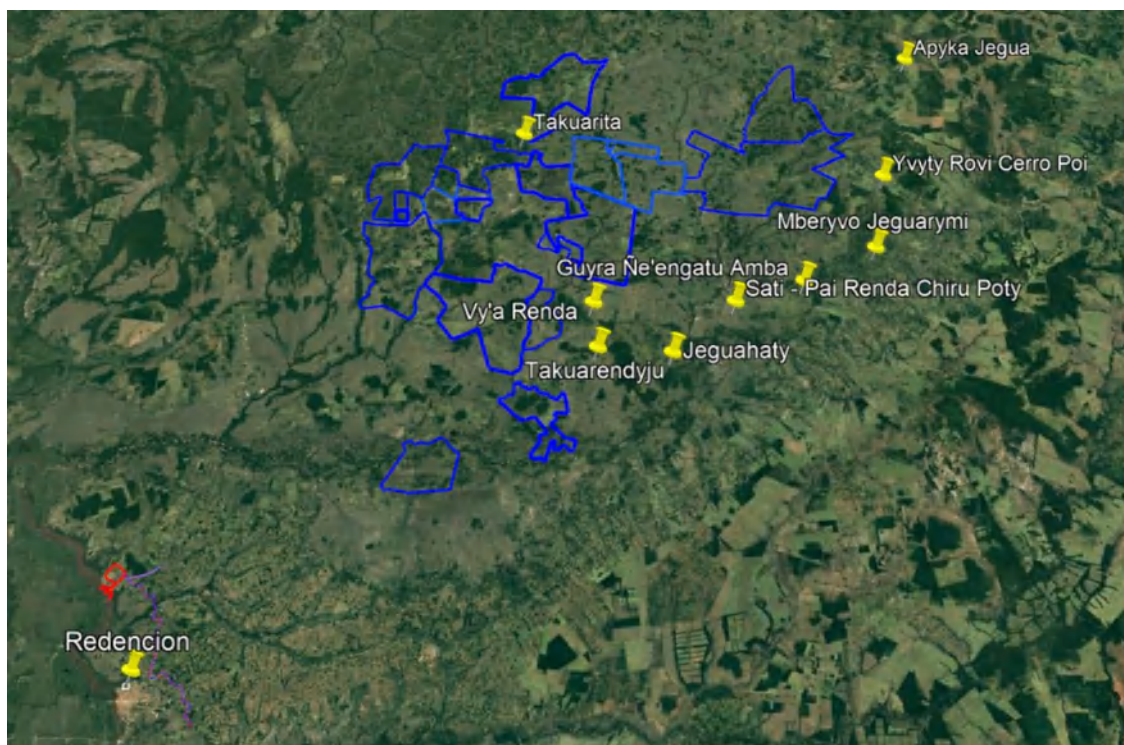 Apyka Jegua
Takuarita
Yvyty Rovi Cerro Poi
Mberyvo Jeguarymi
Guyra Ñe'engatu Amba
Sati - Pai Renda Chiru Poty
Vy'a Renda
Jeguahaty
Takuarendyju
Redencion